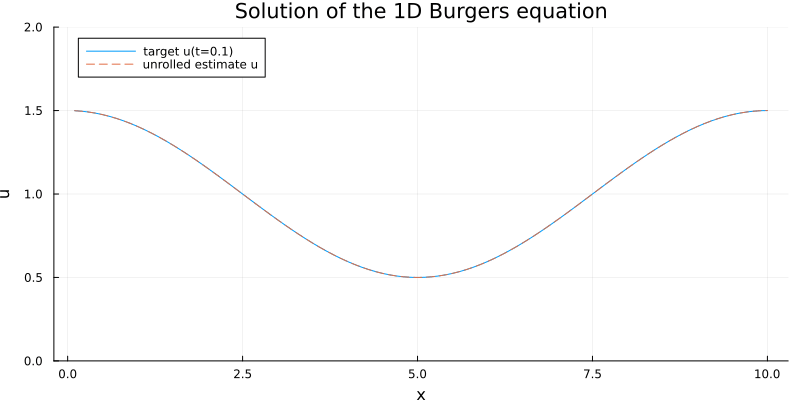 Solution of the 1D Burgers equation
target u(t=0.1)
unrolled estimate u
2.0
1.5
1.0
0.5
0.0
u
0.0 2.5 5.0 7.5 10.0
x